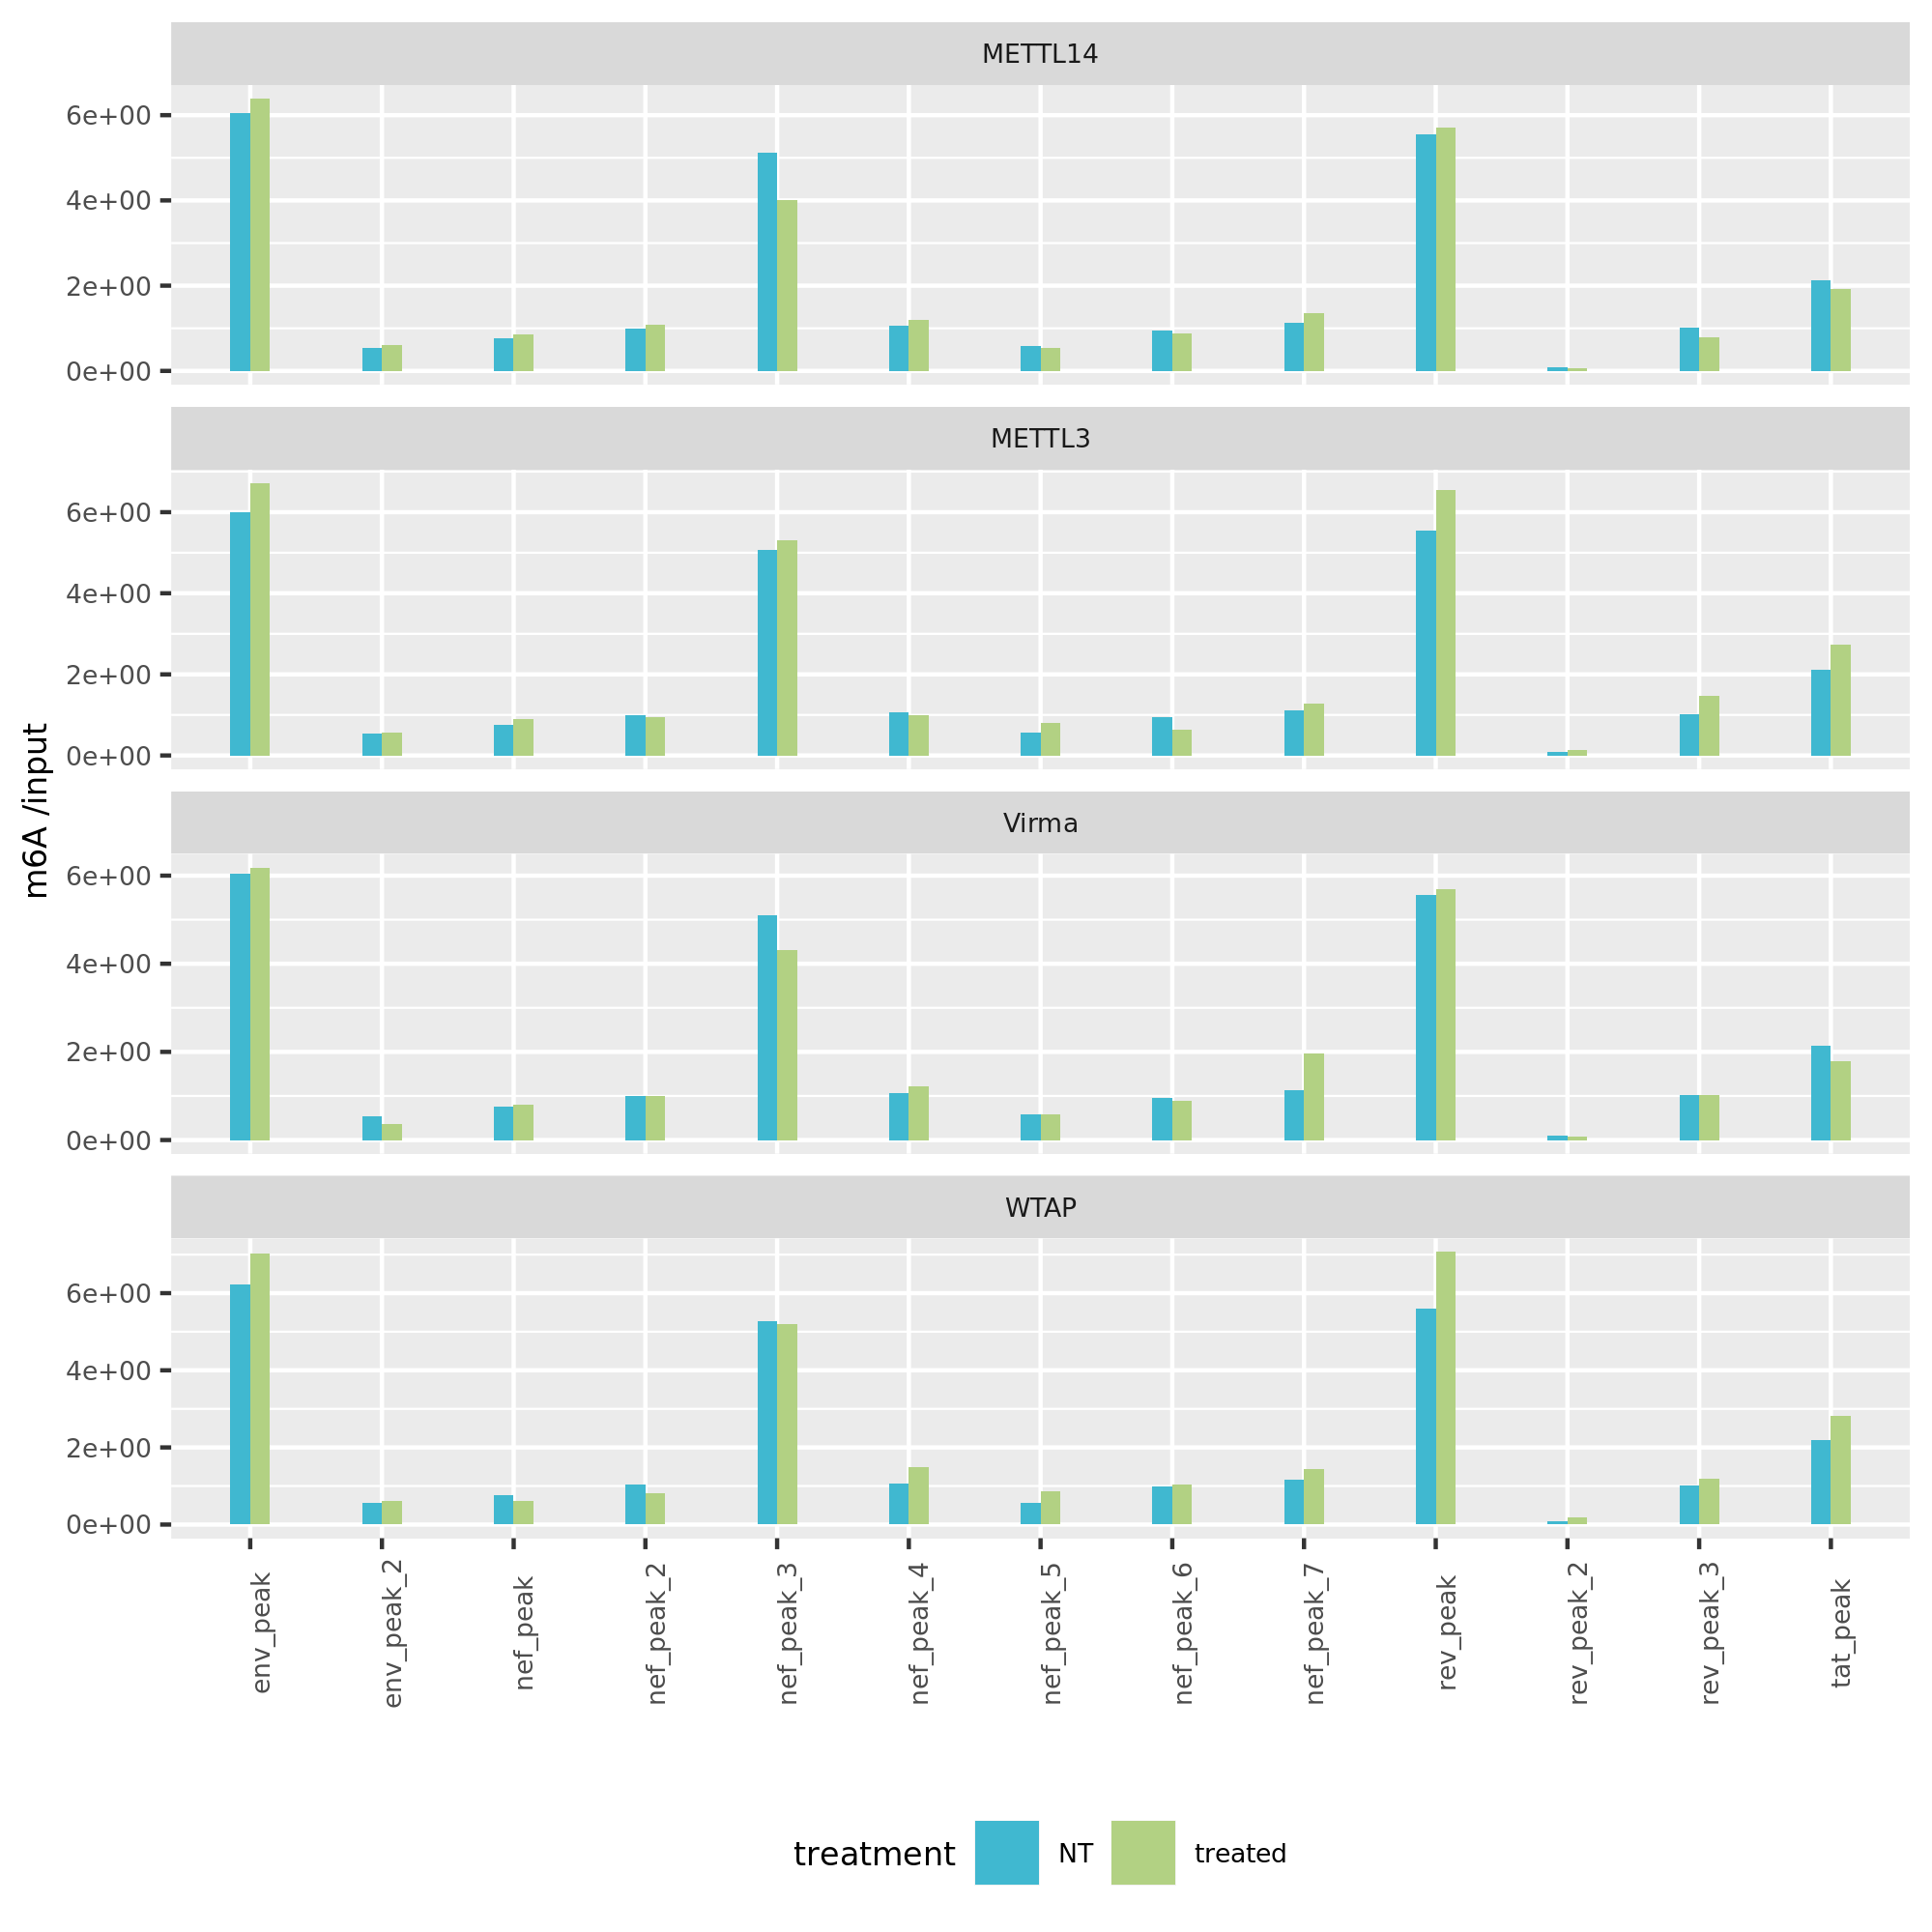 METTL14
6e+00
4e+00
2e+00
0e+00
METTL3
6e+00
4e+00
2e+00
0e+00
m6A /input
Virma
6e+00
4e+00
2e+00
0e+00
WTAP
6e+00
4e+00
2e+00
0e+00
env_peak
env_peak_2
nef_peak
nef_peak_2
nef_peak_3
nef_peak_4
nef_peak_5
nef_peak_6
nef_peak_7
rev_peak
rev_peak_2
rev_peak_3
tat_peak
treatment NT treated